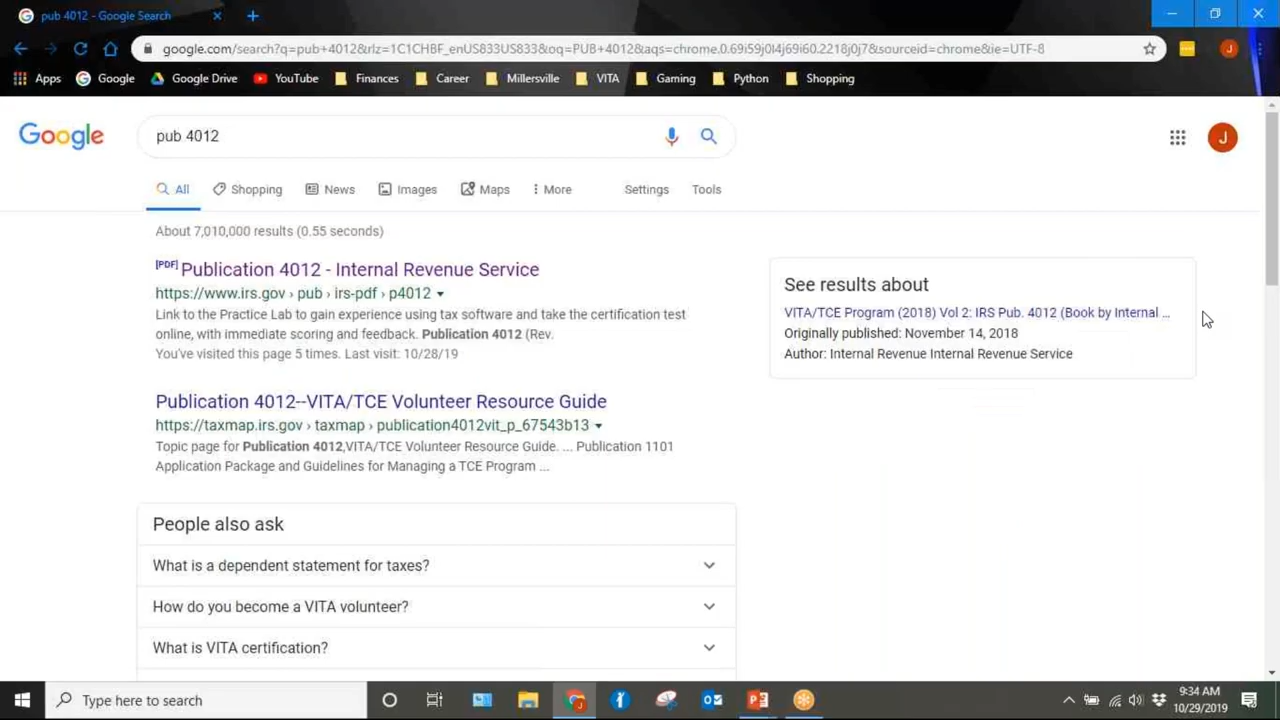 pub 4012 - Google Search
google.com/search?q=pub+4012&rlz=1C1CHBF_enUS833US833&oq=PUB+4012&aqs=chrome.0.69i59j0l4j69i60.2218j0j7&sourceid=chrome&ie=UTF-8
J
Apps Google Google Drive YouTube Finances Career Millersville VITA Gaming Python Shopping
Google
pub 4012
J
All Shopping News Images Maps More Settings Tools
About 7,010,000 results (0.55 seconds)
[PDF] Publication 4012 - Internal Revenue Service
https://www.irs.gov › pub › irs-pdf › p4012
Link to the Practice Lab to gain experience using tax software and take the certification test
online, with immediate scoring and feedback. Publication 4012 (Rev.
You've visited this page 5 times. Last visit: 10/28/19
Publication 4012--VITA/TCE Volunteer Resource Guide
https://taxmap.irs.gov › taxmap › publication4012vit_p_67543b13
Topic page for Publication 4012,VITA/TCE Volunteer Resource Guide. ... Publication 1101
Application Package and Guidelines for Managing a TCE Program ...
See results about
VITA/TCE Program (2018) Vol 2: IRS Pub. 4012 (Book by Internal ...
Originally published: November 14, 2018
Author: Internal Revenue Internal Revenue Service
People also ask
What is a dependent statement for taxes?
How do you become a VITA volunteer?
What is VITA certification?
Type here to search
9:34 AM
10/29/2019